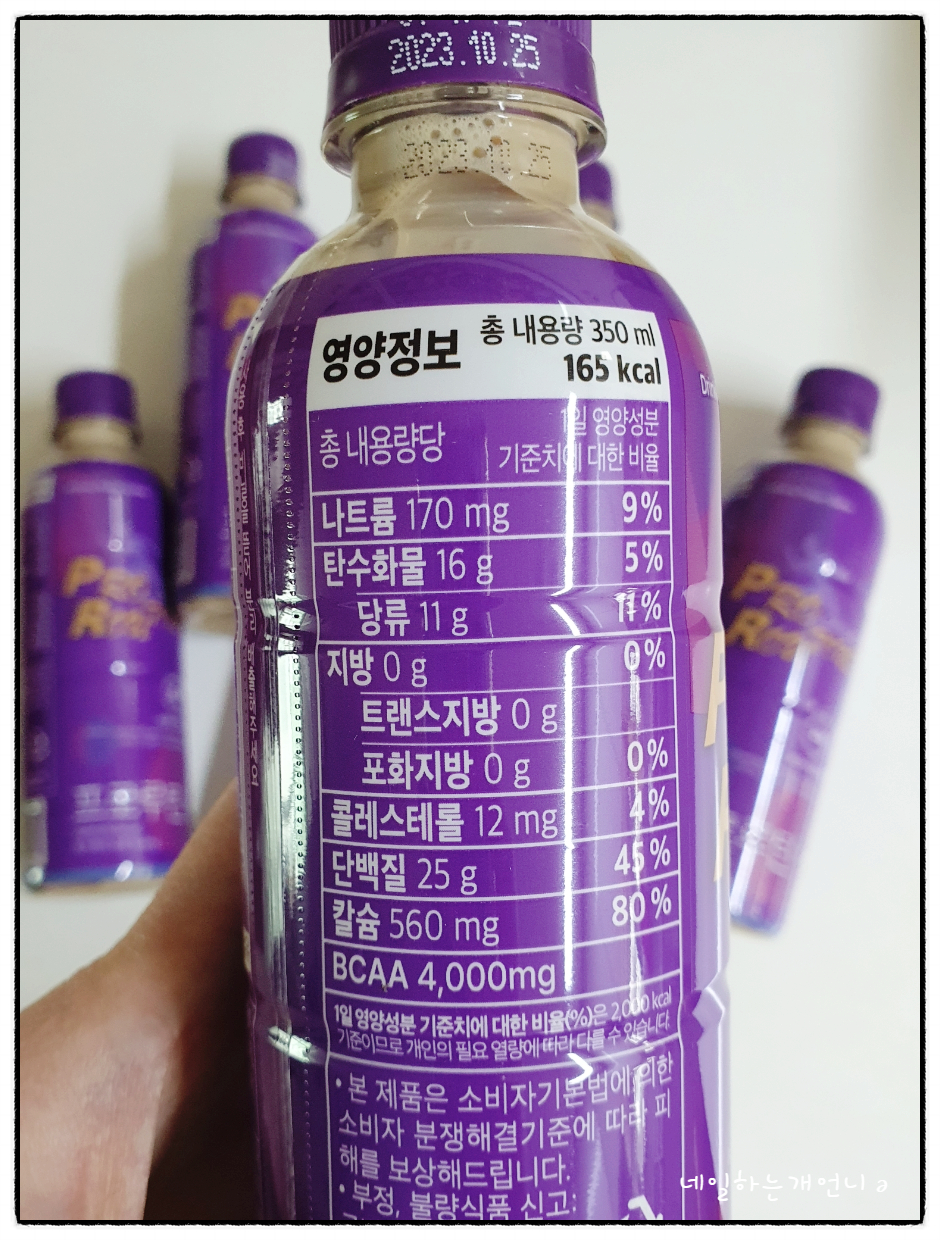 2023.10.25
2023.10.25
영양정보 총 내용량 350 ml
165 kcal
총 내용량당 1일 영양성분
기준치에 대한 비율
나트륨 170 mg 9%
탄수화물 16 g 5%
당류 11 g 11%
지방 0 g 0%
트랜스지방 0 g
포화지방 0 g 0%
콜레스테롤 12 mg 4%
단백질 25 g 45%
칼슘 560 mg 80%
BCAA 4,000mg
1일 영양성분 기준치에 대한 비율(%)은 2,000 kcal
기준이므로 개인의 필요 열량에 따라 다를 수 있습니다.
• 본 제품은 소비자기본법에 의한
소비자 분쟁해결기준에 따라 피
해를 보상해드립니다.
• 부정, 불량식품 신고:
네일하는개언니